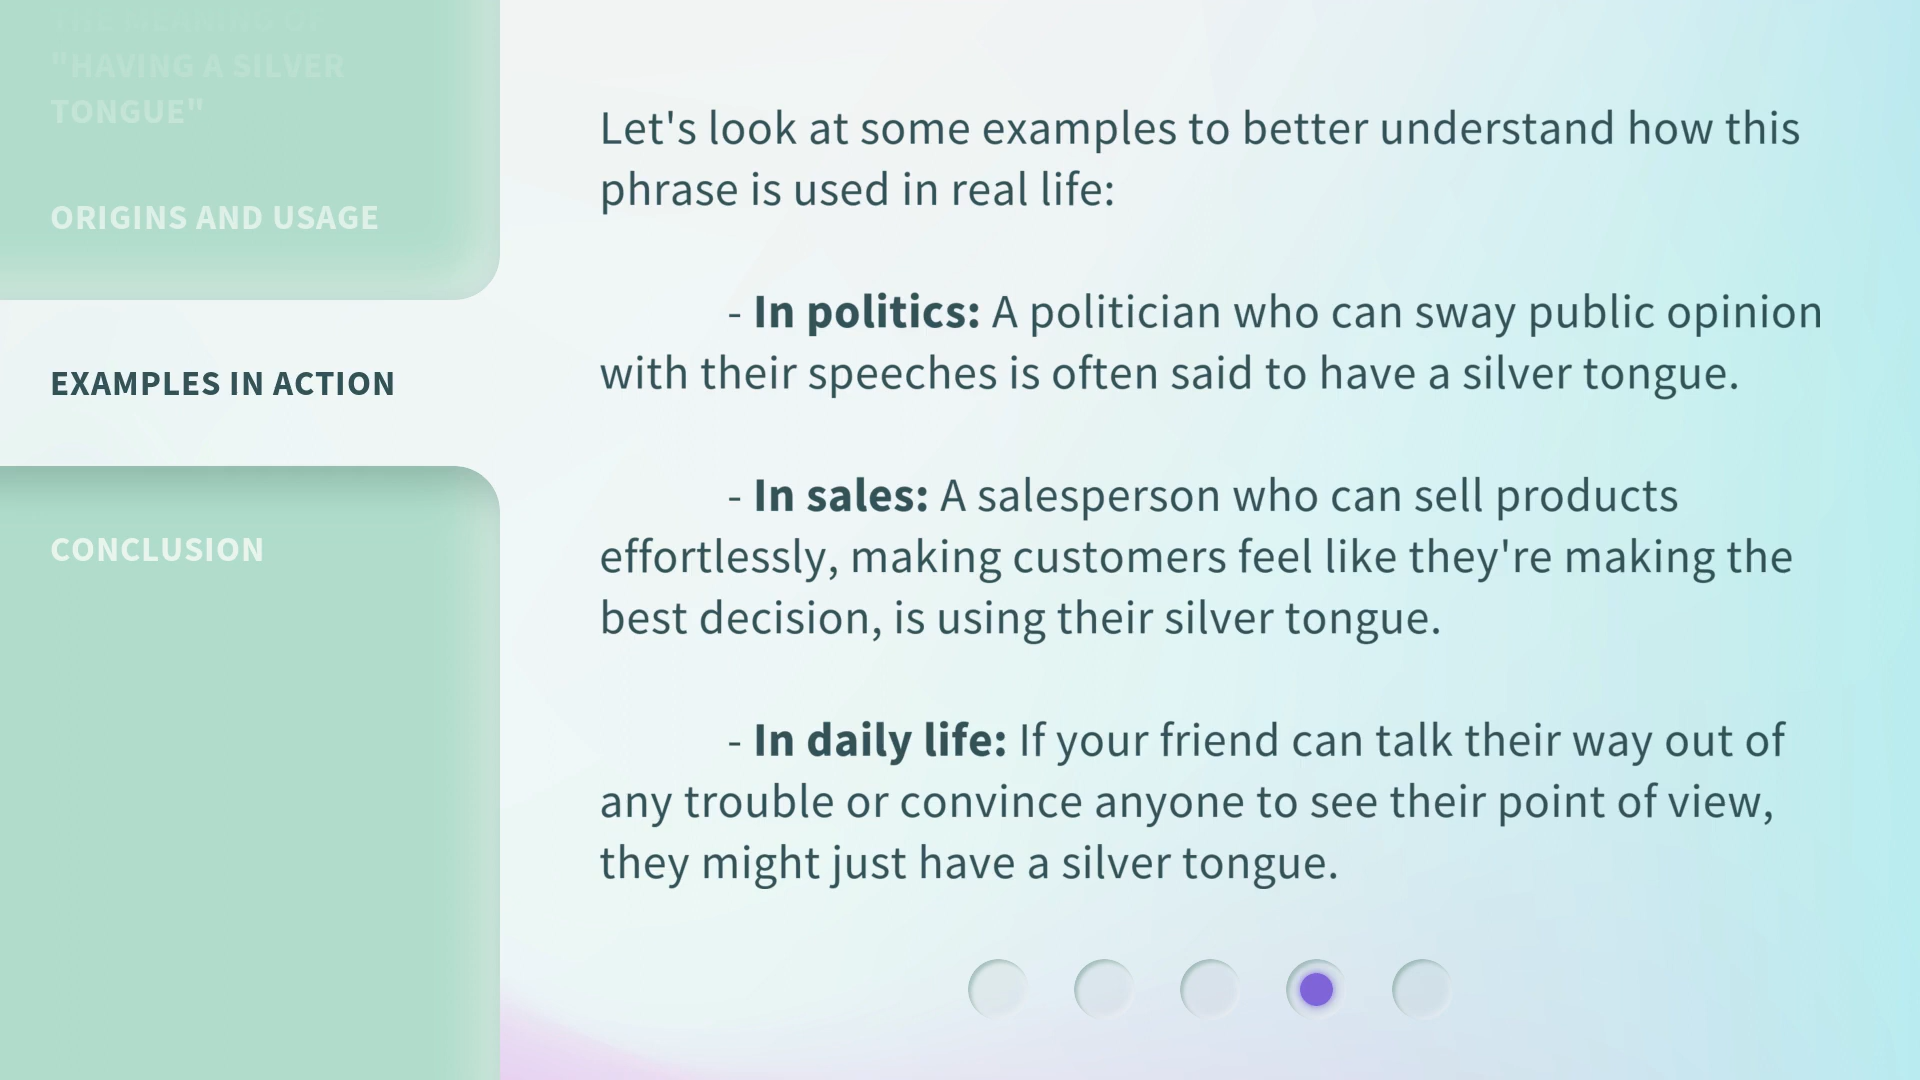 THE MEANING OF
"HAVING A SILVER
TONGUE"
ORIGINS AND USAGE
EXAMPLES IN ACTION
CONCLUSION
Let's look at some examples to better understand how this
phrase is used in real life:
- In politics: A politician who can sway public opinion
with their speeches is often said to have a silver tongue.
- In sales: A salesperson who can sell products
effortlessly, making customers feel like they're making the
best decision, is using their silver tongue.
- In daily life: If your friend can talk their way out of
any trouble or convince anyone to see their point of view,
they might just have a silver tongue.